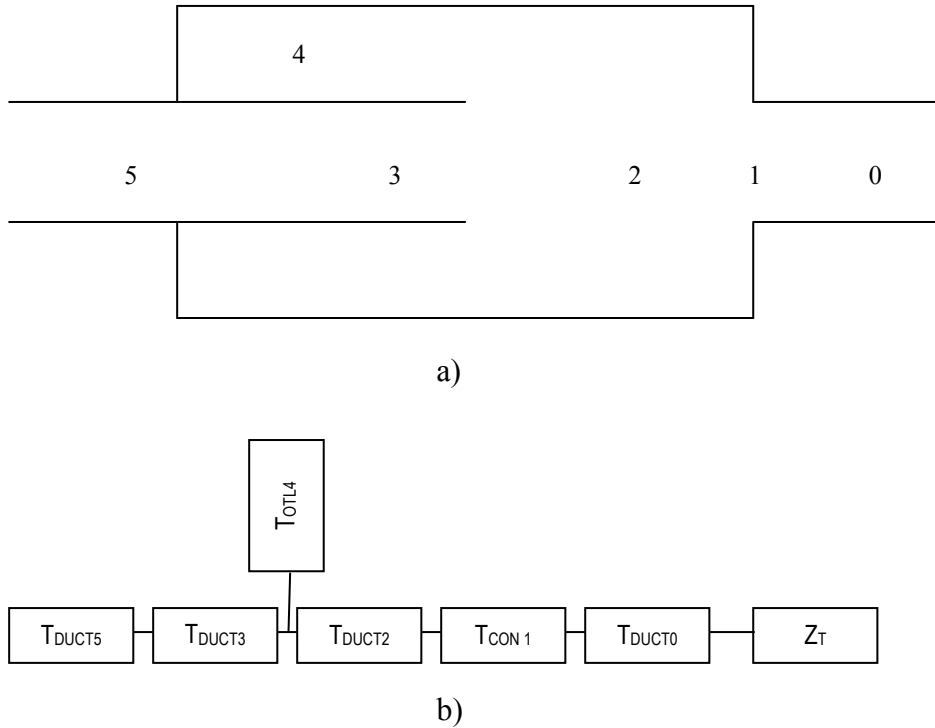 4
5 3 2 1 0
a)
TOTL4
TDUCT5 TDUCT3 TDUCT2 TCON 1 TDUCT0 ZT
b)